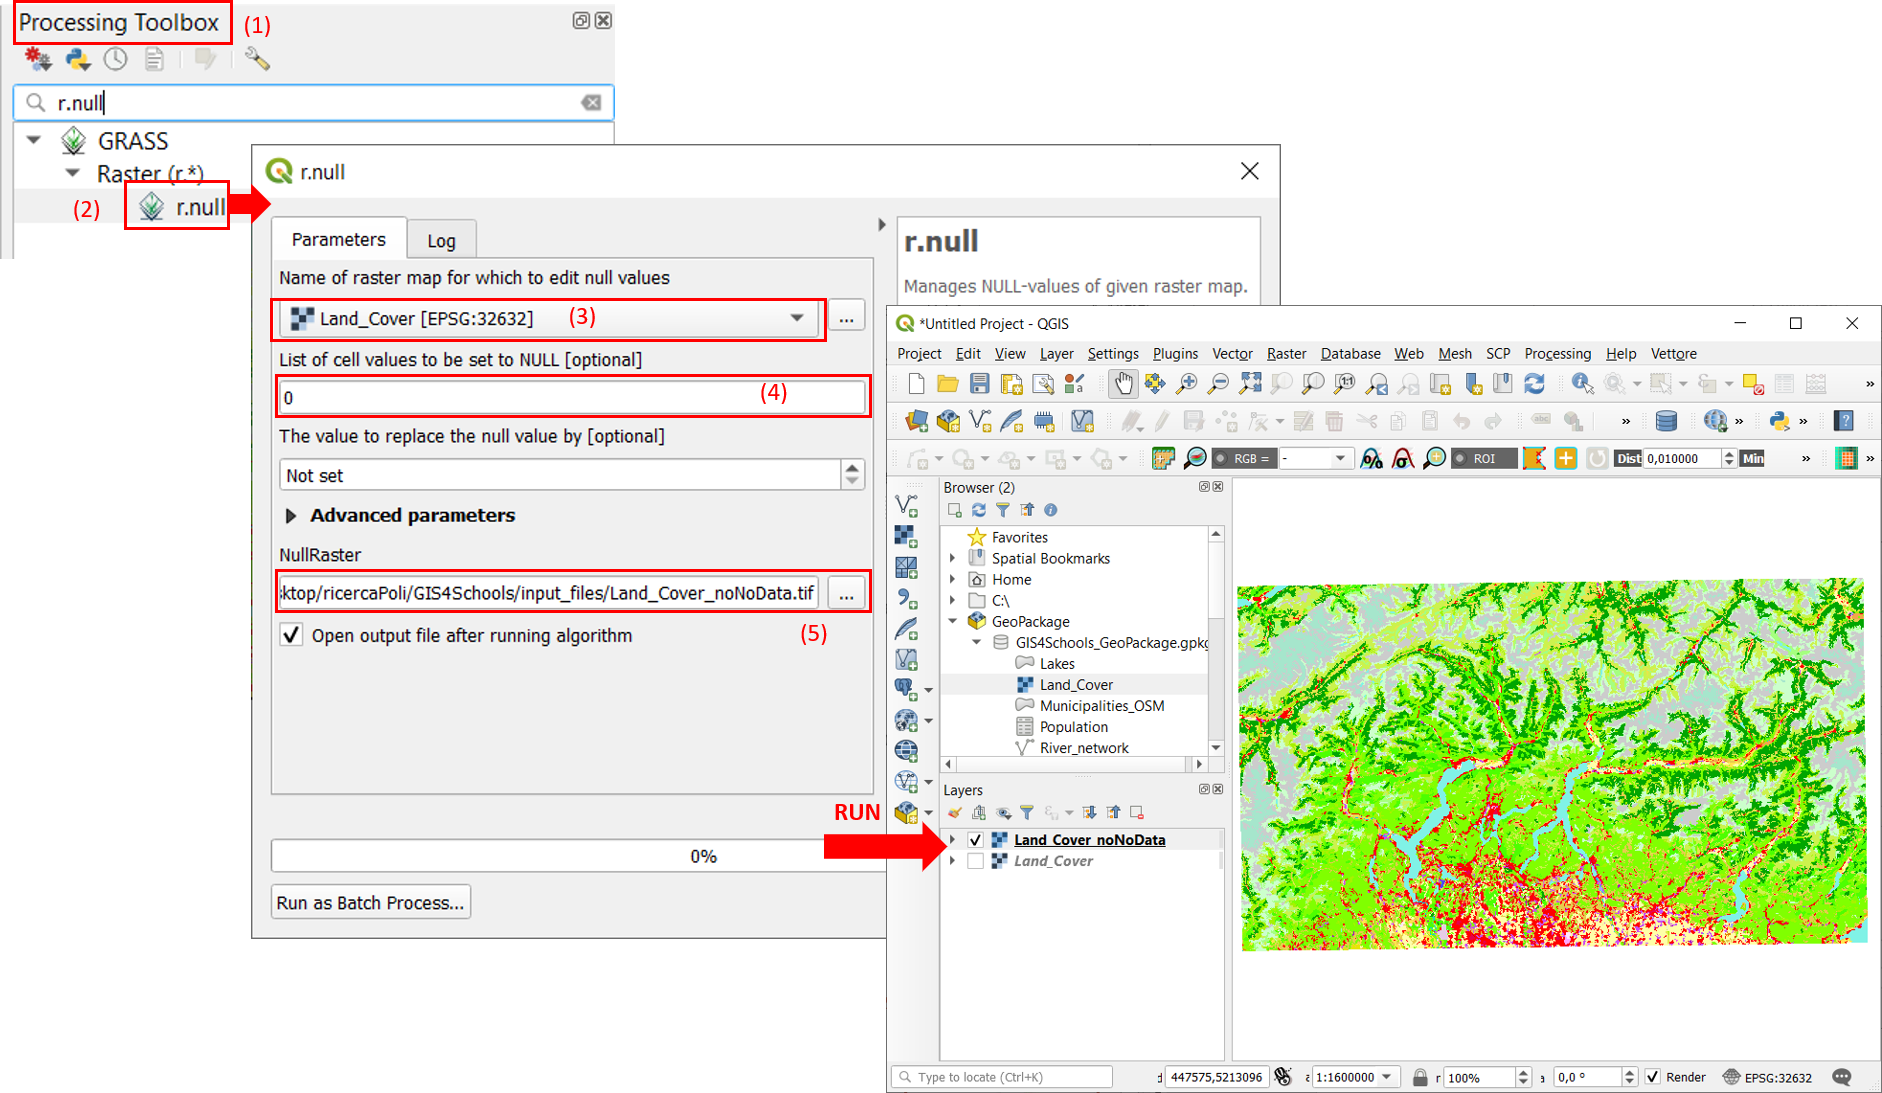 Processing Toolbox (1)
r.null
GRASS
Raster (r.*)
(2) r.null
r.null
Parameters
Log
Name of raster map for which to edit null values
Land_Cover [EPSG:32632] (3)
...
List of cell values to be set to NULL [optional]
0 (4)
The value to replace the null value by [optional]
Not set
Advanced parameters
NullRaster
ktop/ricercaPoli/GIS4Schools/input_files/Land_Cover_noNoData.tif
...
Open output file after running algorithm (5)
0%
Run as Batch Process...
r.null
Manages NULL-values of given raster map.
RUN
*Untitled Project - QGIS
Project Edit View Layer Settings Plugins Vector Raster Database Web Mesh SCP Processing Help Vettore
»
» » »
RGB = - ROI Dist 0,010000 Min » »
Browser (2)
Favorites
Spatial Bookmarks
Home
C:\
GeoPackage
GIS4Schools_GeoPackage.gpkg
Lakes
Land_Cover
Municipalities_OSM
Population
River_network
Layers
Land_Cover_noNoData
Land_Cover
Type to locate (Ctrl+K)
447575,5213096
1:1600000
r 100%
0,0 °
Render
EPSG:32632